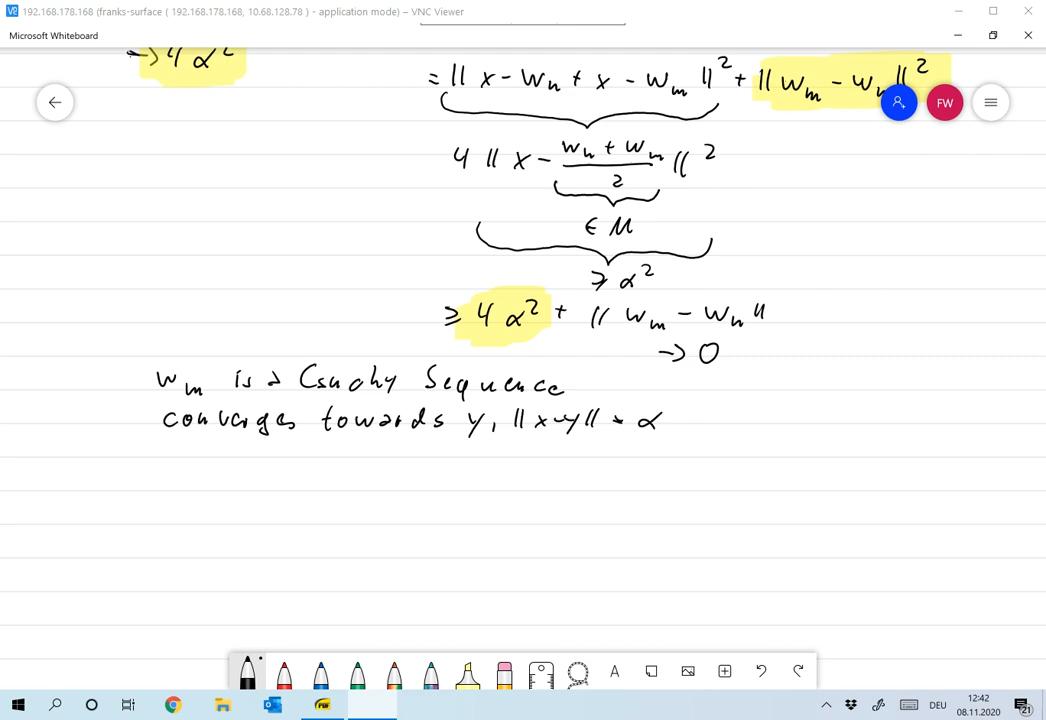 192.168.178.168 (franks-surface ( 192.168.178.168, 10.68.128.78 ) - application mode) – VNC Viewer
Microsoft Whiteboard
→ 4 α²
= || x - wₙ + x - wₘ ||² + || wₘ - wₙ ||²
FW
4 || x - (wₙ + wₘ)/2 ||²
∈ M
≥ α²
≥ 4 α² + || wₘ - wₙ ||
→ 0
wₘ is a Cauchy Sequence
converges towards y, ||x-y|| = α
A
DEU
12:42
08.11.2020
21